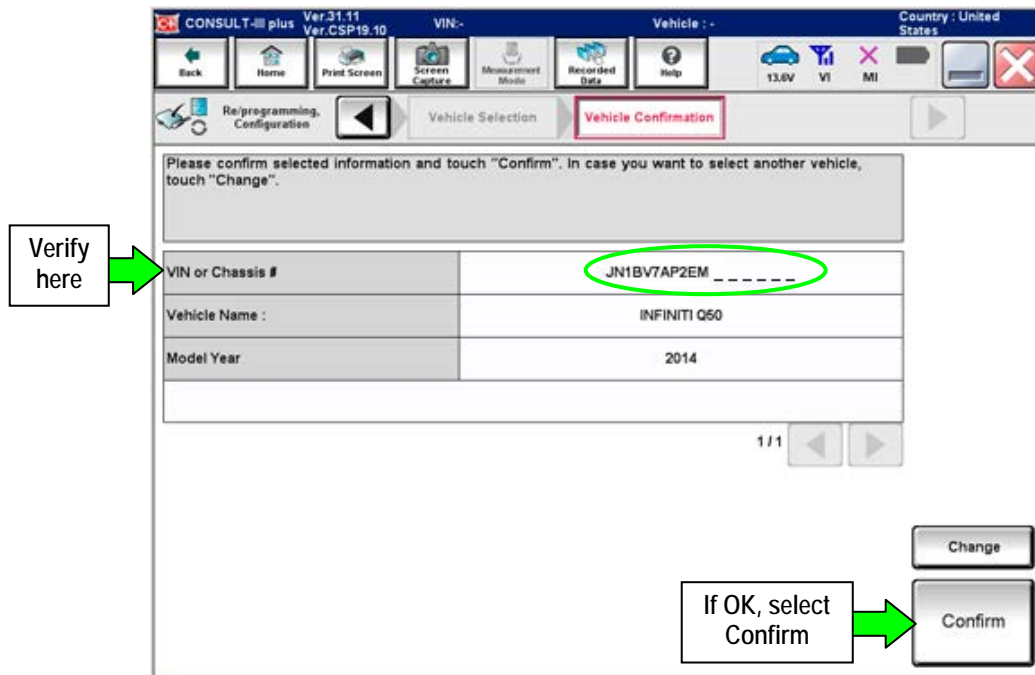 CONSULT-III plus Ver.31.11
Ver.CSP19.10
VIN:-
Vehicle : -
Country : United
States
Back
Home
Print Screen
Screen
Capture
Measurement
Mode
Recorded
Data
Help
13.6V
VI
MI
Re/programming,
Configuration
Vehicle Selection
Vehicle Confirmation
Please confirm selected information and touch "Confirm". In case you want to select another vehicle,
touch "Change".
Verify
here
VIN or Chassis # JN1BV7AP2EM _ _ _ _ _ _
Vehicle Name : INFINITI Q50
Model Year 2014
1/1
Change
If OK, select
Confirm
Confirm